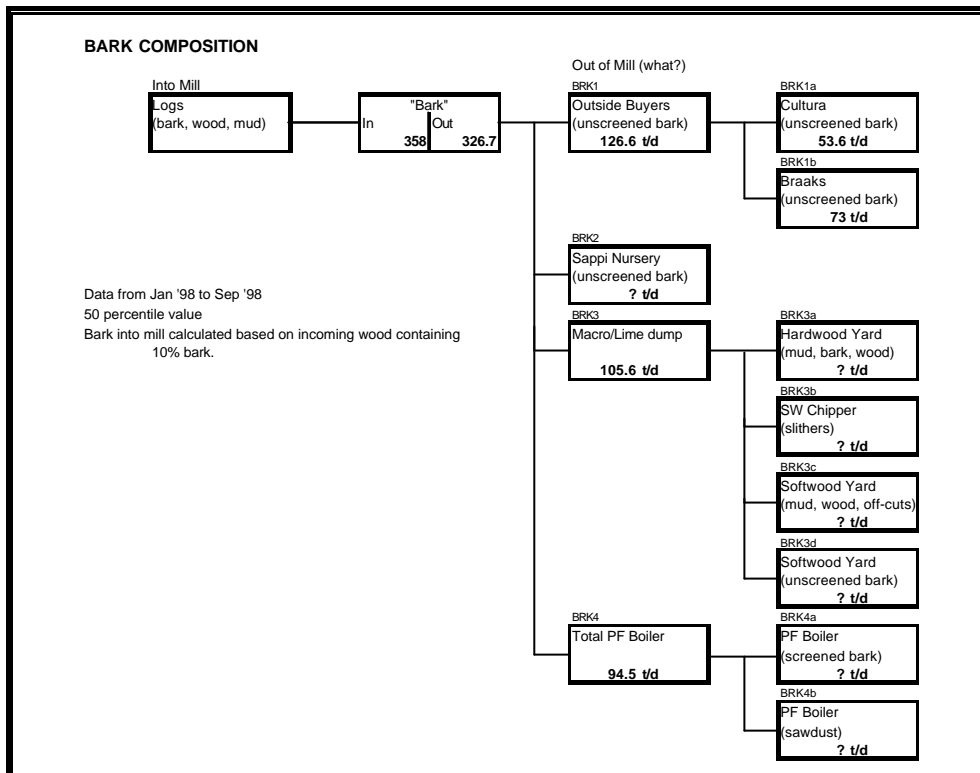 BARK COMPOSITION
Into Mill
Logs
(bark, wood, mud)
"Bark"
In Out
358 326.7
Out of Mill (what?)
BRK1
Outside Buyers
(unscreened bark)
126.6 t/d
BRK1a
Cultura
(unscreened bark)
53.6 t/d
BRK1b
Braaks
(unscreened bark)
73 t/d
BRK2
Sappi Nursery
(unscreened bark)
? t/d
Data from Jan '98 to Sep '98
50 percentile value
Bark into mill calculated based on incoming wood containing
10% bark.
BRK3
Macro/Lime dump
105.6 t/d
BRK3a
Hardwood Yard
(mud, bark, wood)
? t/d
BRK3b
SW Chipper
(slithers)
? t/d
BRK3c
Softwood Yard
(mud, wood, off-cuts)
? t/d
BRK3d
Softwood Yard
(unscreened bark)
? t/d
BRK4
Total PF Boiler
94.5 t/d
BRK4a
PF Boiler
(screened bark)
? t/d
BRK4b
PF Boiler
(sawdust)
? t/d